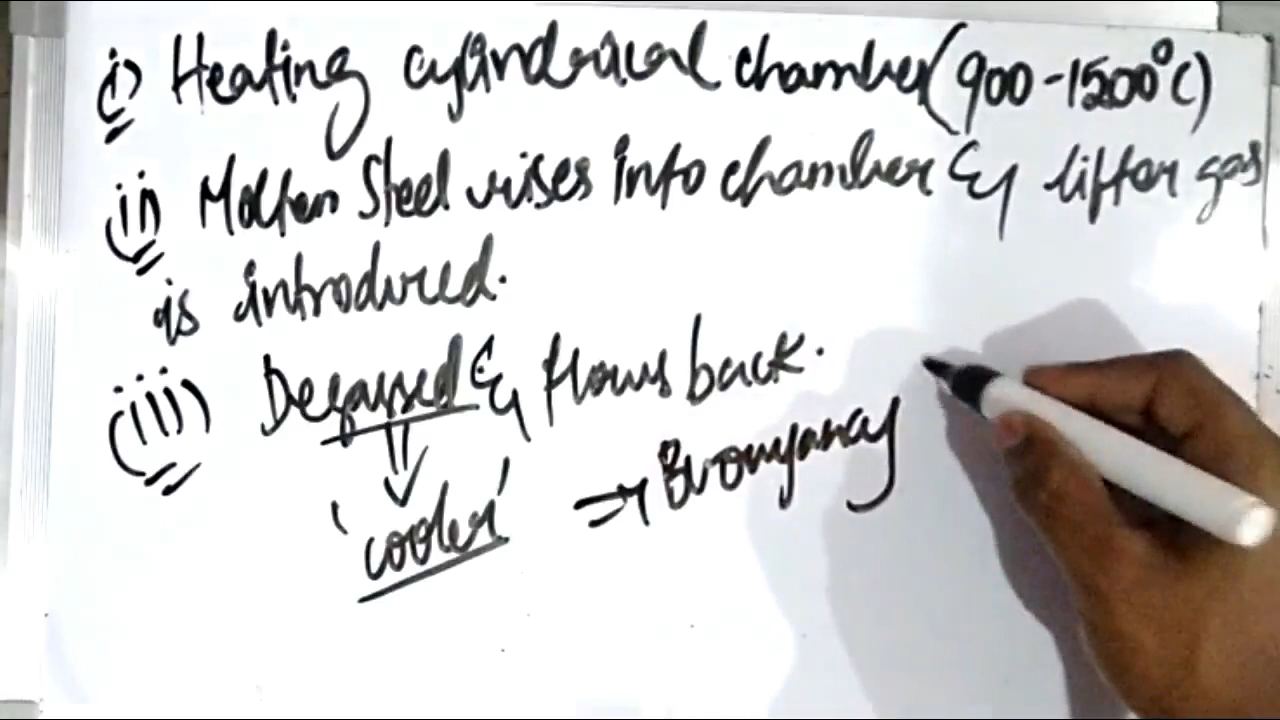 (i) Heating cylindrical chamber (900-1500°C)
(ii) Molten Steel rises into chamber & lifter gas
is introduced.
(iii) Degassed & flows back.
'cooler' => Buouyancy